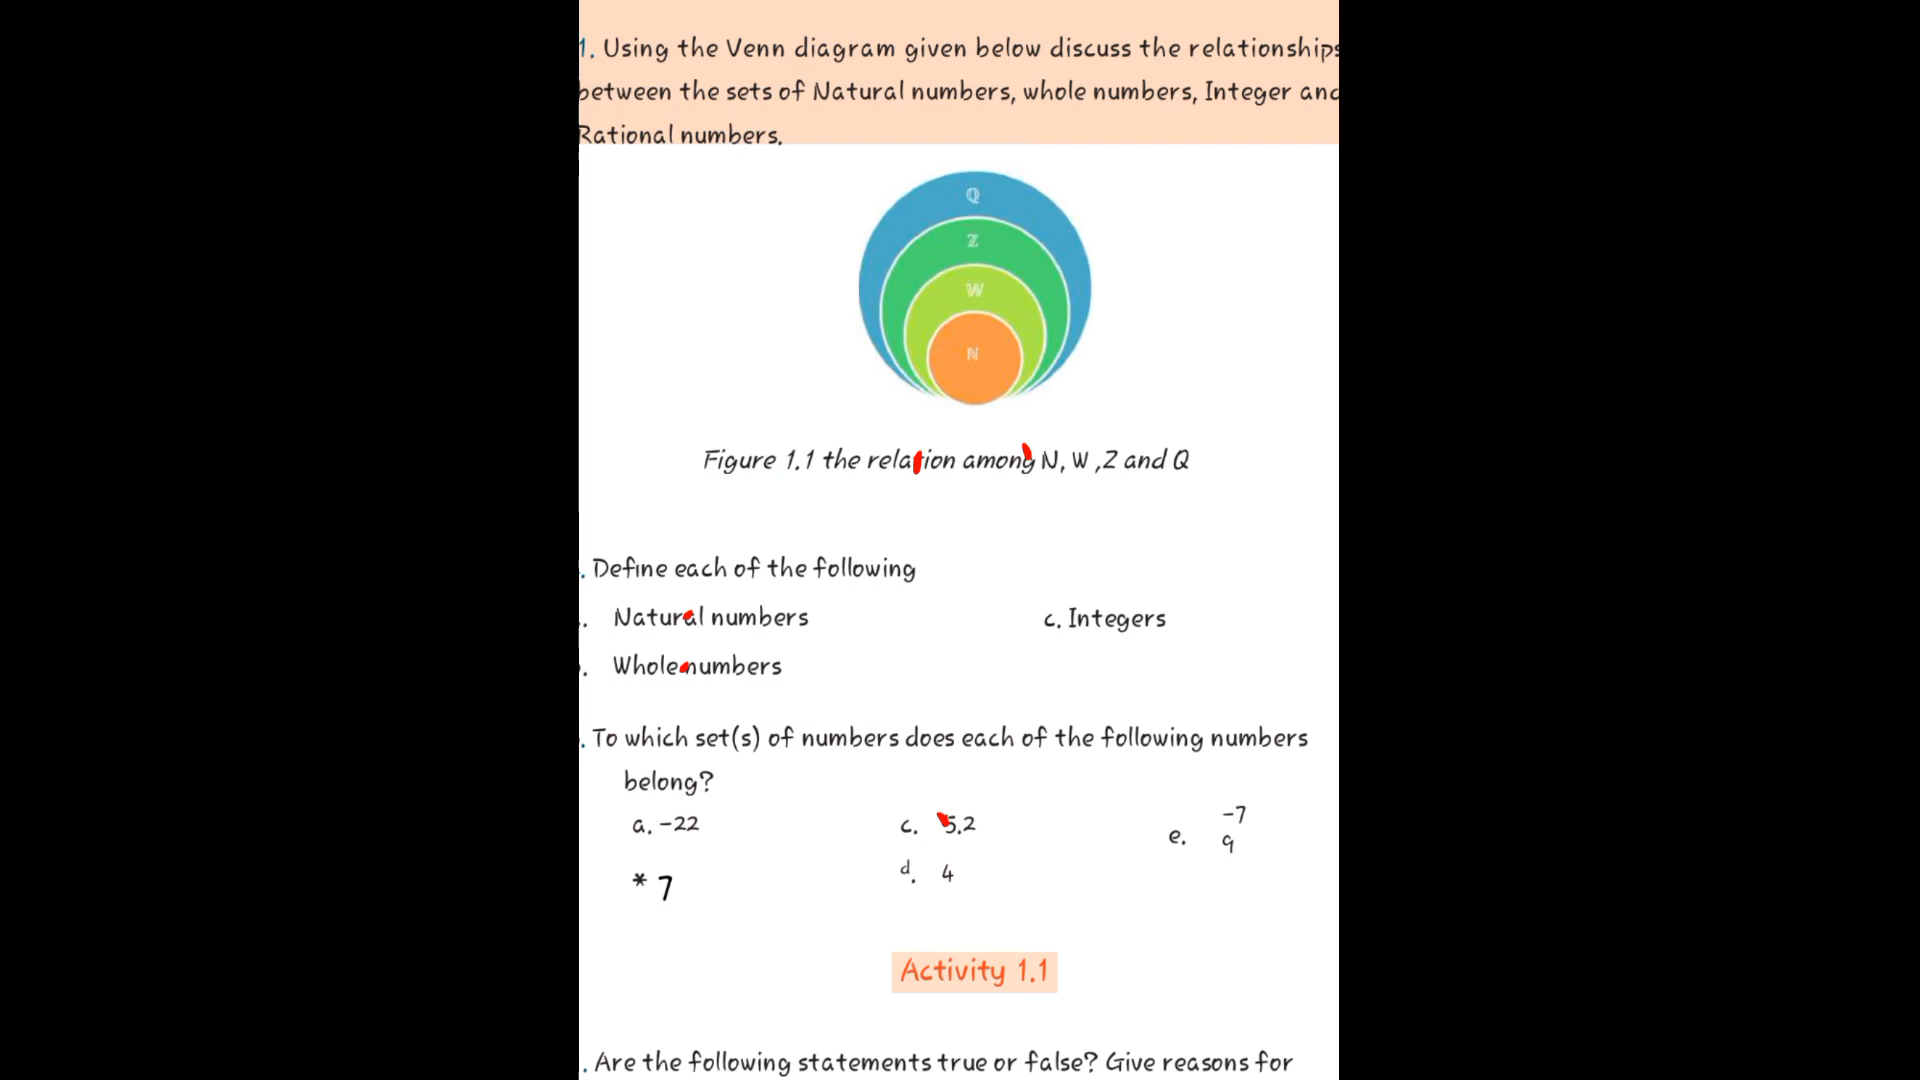 1. Using the Venn diagram given below discuss the relationships
between the sets of Natural numbers, whole numbers, Integer and
Rational numbers.
ℚ
ℤ
W
ℕ
Figure 1.1 the relation among N, W ,Z and Q
. Define each of the following
. Natural numbers c. Integers
. Whole numbers
. To which set(s) of numbers does each of the following numbers
belong?
a. -22 c. 5.2 e. -7
9
* 7 d. 4
Activity 1.1
. Are the following statements true or false? Give reasons for